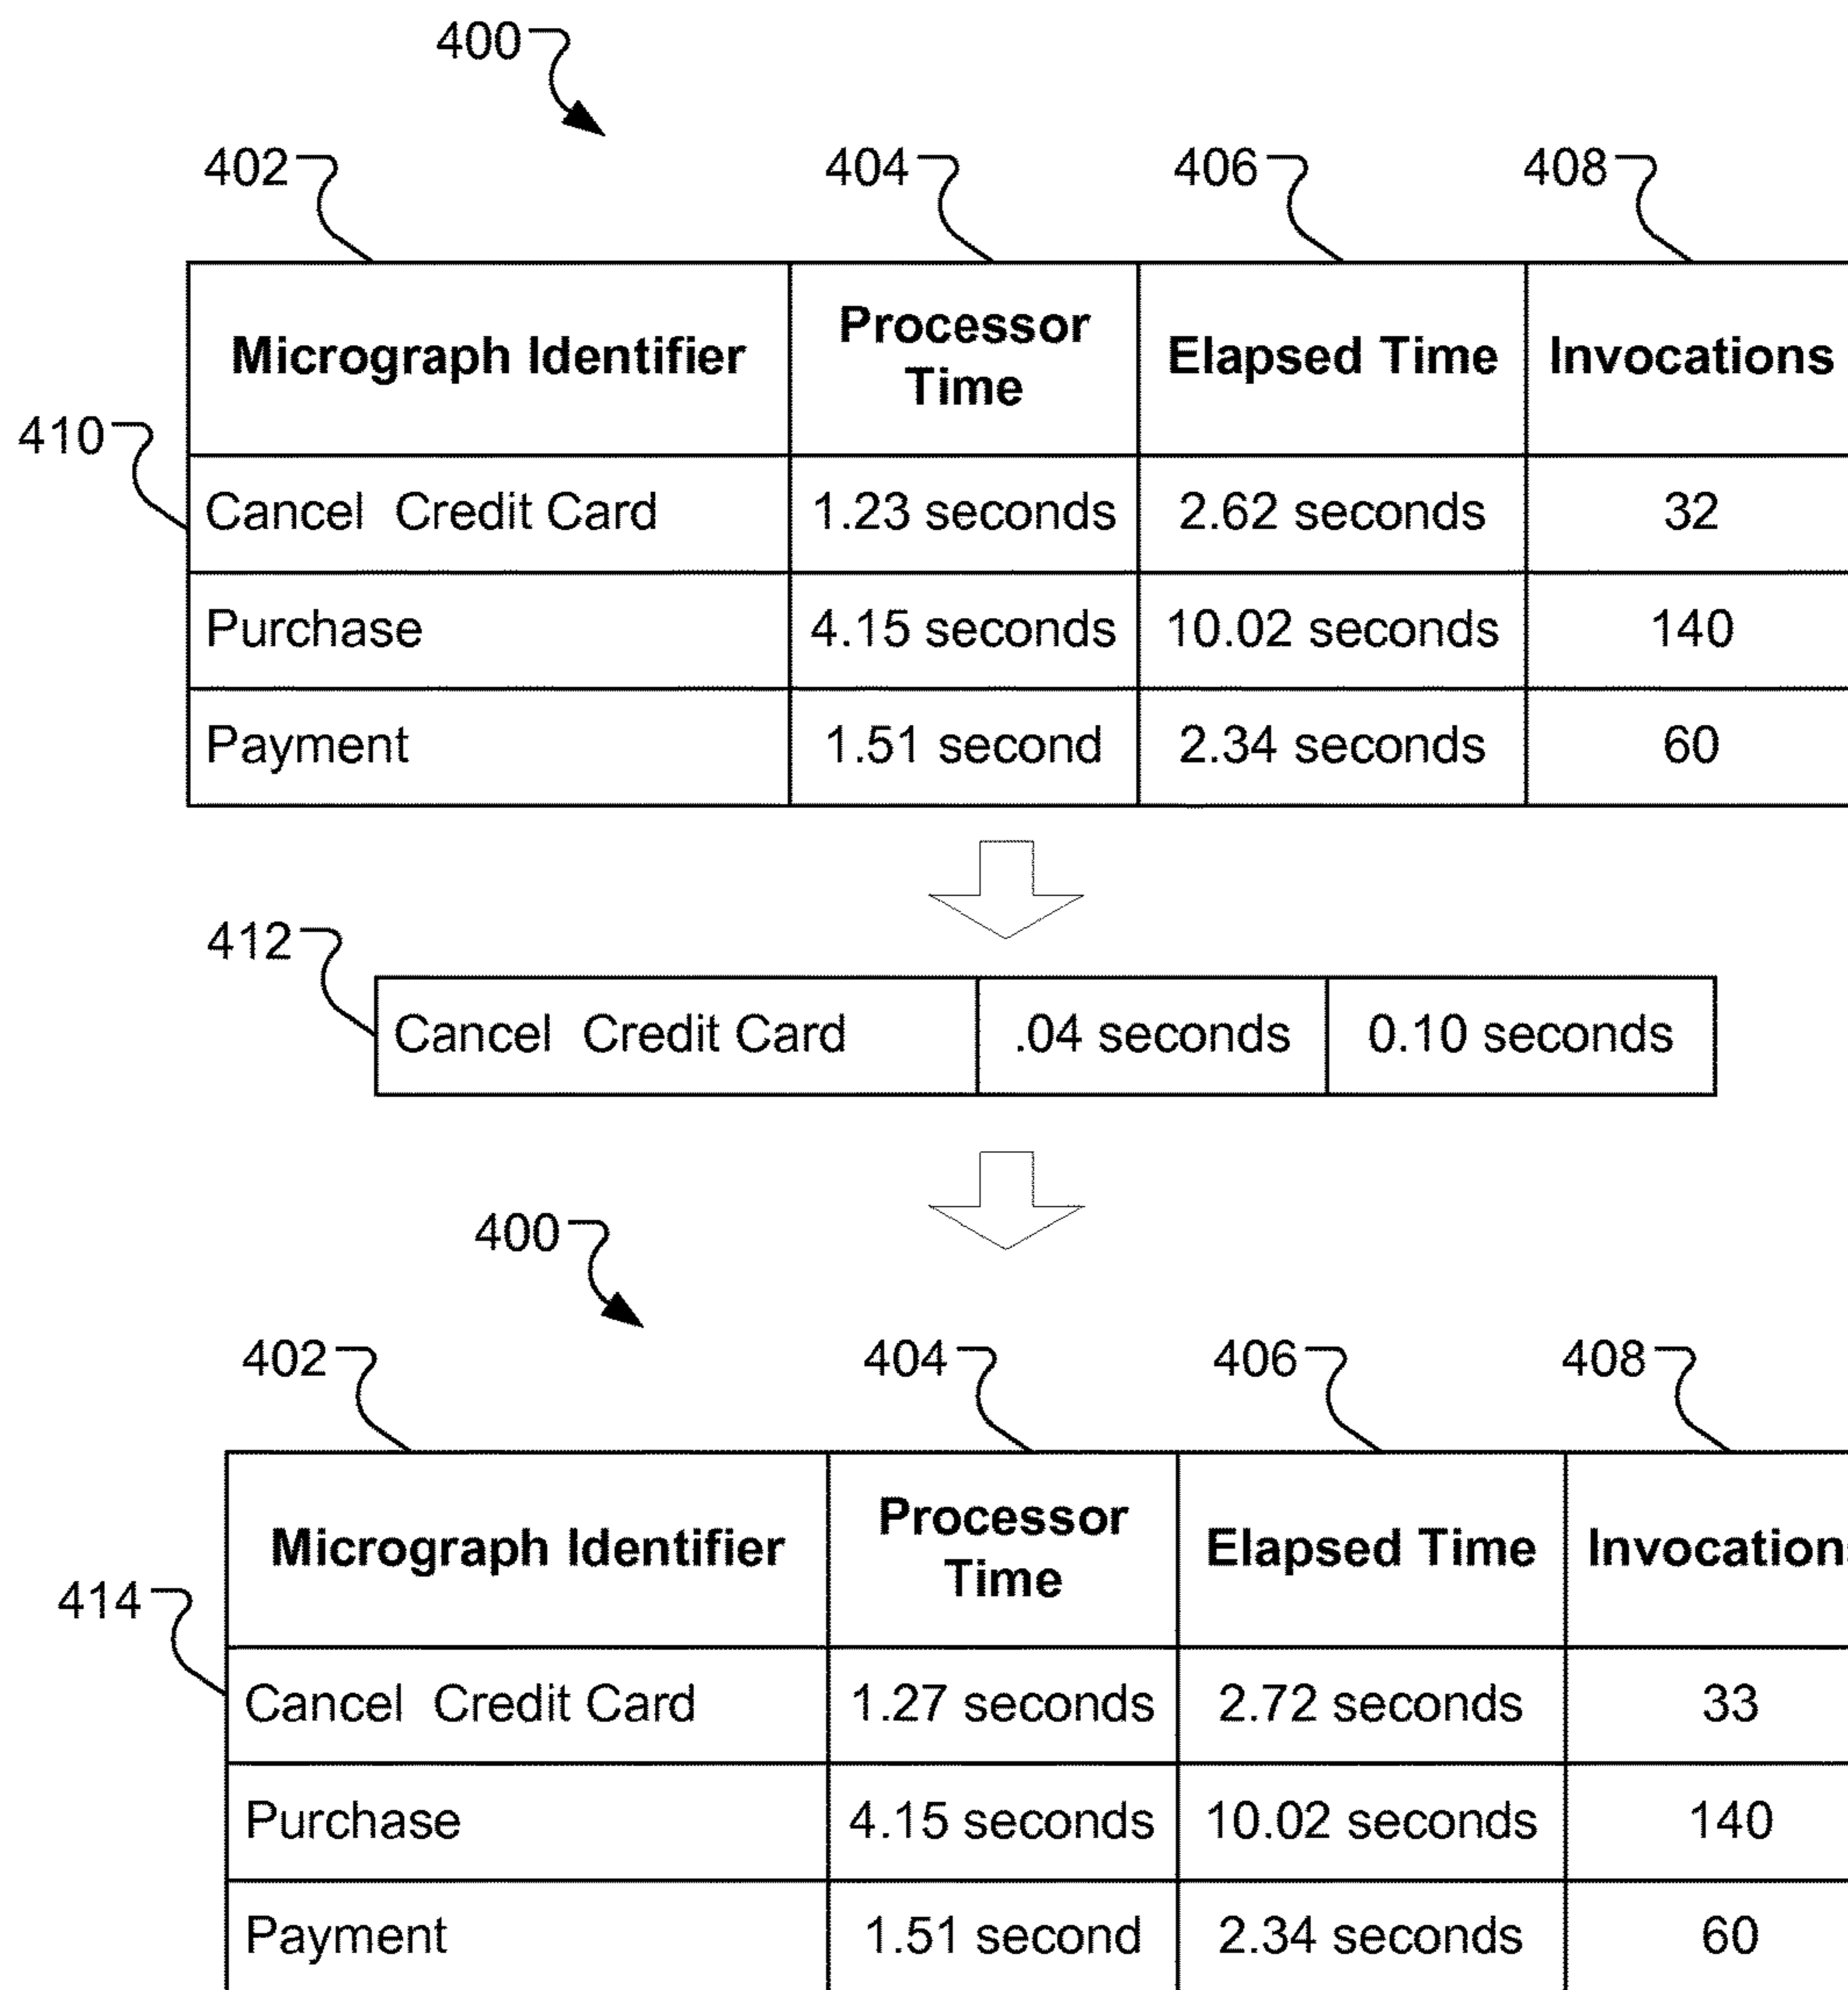 400
402 404 406 408
Micrograph Identifier Processor Time Elapsed Time Invocations
410
Cancel Credit Card 1.23 seconds 2.62 seconds 32
Purchase 4.15 seconds 10.02 seconds 140
Payment 1.51 second 2.34 seconds 60
412
Cancel Credit Card .04 seconds 0.10 seconds
400
402 404 406 408
Micrograph Identifier Processor Time Elapsed Time Invocations
414
Cancel Credit Card 1.27 seconds 2.72 seconds 33
Purchase 4.15 seconds 10.02 seconds 140
Payment 1.51 second 2.34 seconds 60